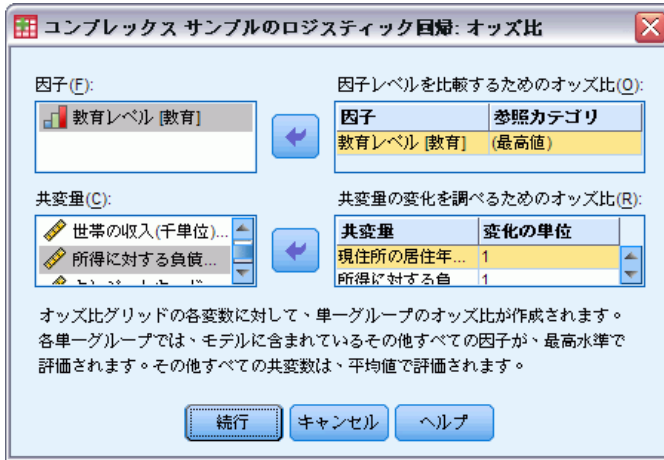 コンプレックス サンプルのロジスティック回帰: オッズ比
因子(F):
教育レベル [教育]
因子レベルを比較するためのオッズ比(O):
因子 参照カテゴリ
教育レベル [教育] (最高値)
共変量(C):
世帯の収入(千単位)...
所得に対する負債...
共変量の変化を調べるためのオッズ比(R):
共変量 変化の単位
現住所の居住年... 1
所得に対する負 1
オッズ比グリッドの各変数に対して、単一グループのオッズ比が作成されます。
各単一グループでは、モデルに含まれているその他すべての因子が、最高水準で
評価されます。その他すべての共変数は、平均値で評価されます。
続行 キャンセル ヘルプ